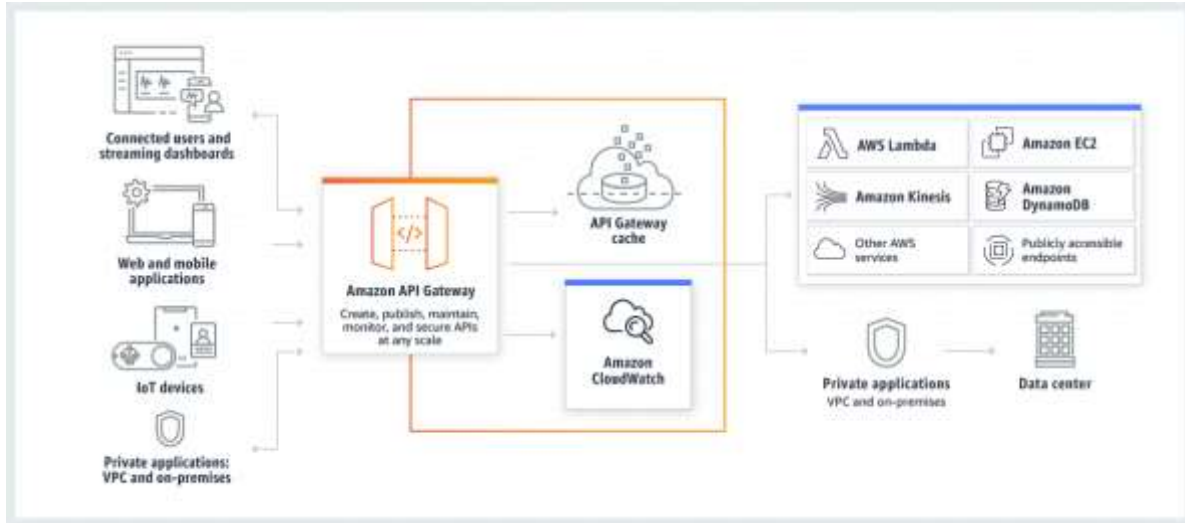 Connected users and
streaming dashboards
Web and mobile
applications
IoT devices
Private applications:
VPC and on-premises
</>
Amazon API Gateway
Create, publish, maintain,
monitor, and secure APIs
at any scale
API Gateway
cache
Amazon
CloudWatch
AWS Lambda
Amazon EC2
Amazon Kinesis
Amazon
DynamoDB
Other AWS
services
Publicly accessible
endpoints
Private applications
VPC and on-premises
Data center